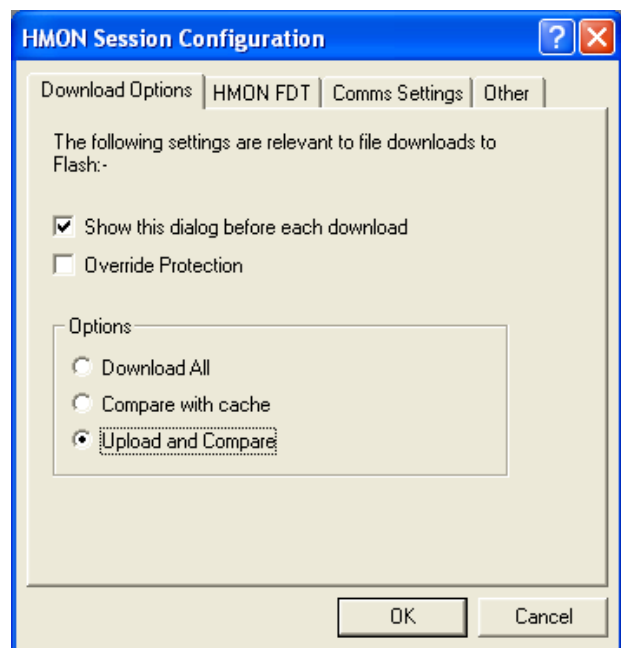 HMON Session Configuration
Download Options HMON FDT Comms Settings Other
The following settings are relevant to file downloads to
Flash:-
Show this dialog before each download
Override Protection
Options
Download All
Compare with cache
Upload and Compare
OK Cancel